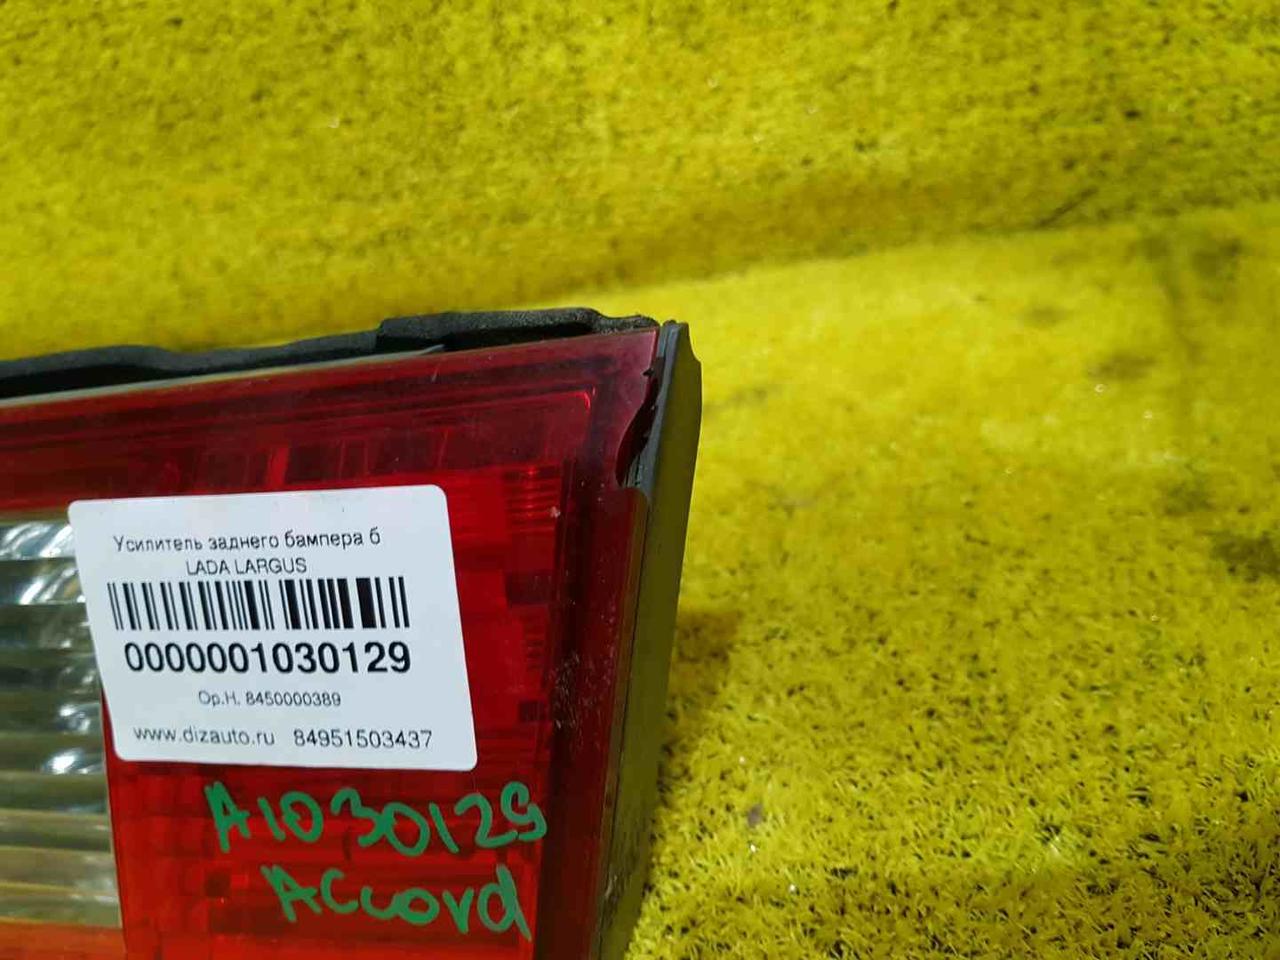 Усилитель заднего бампера б
LADA LARGUS
0000001030129
Ор.Н. 8450000389
www.dizauto.ru 84951503437
A1030129
Accord